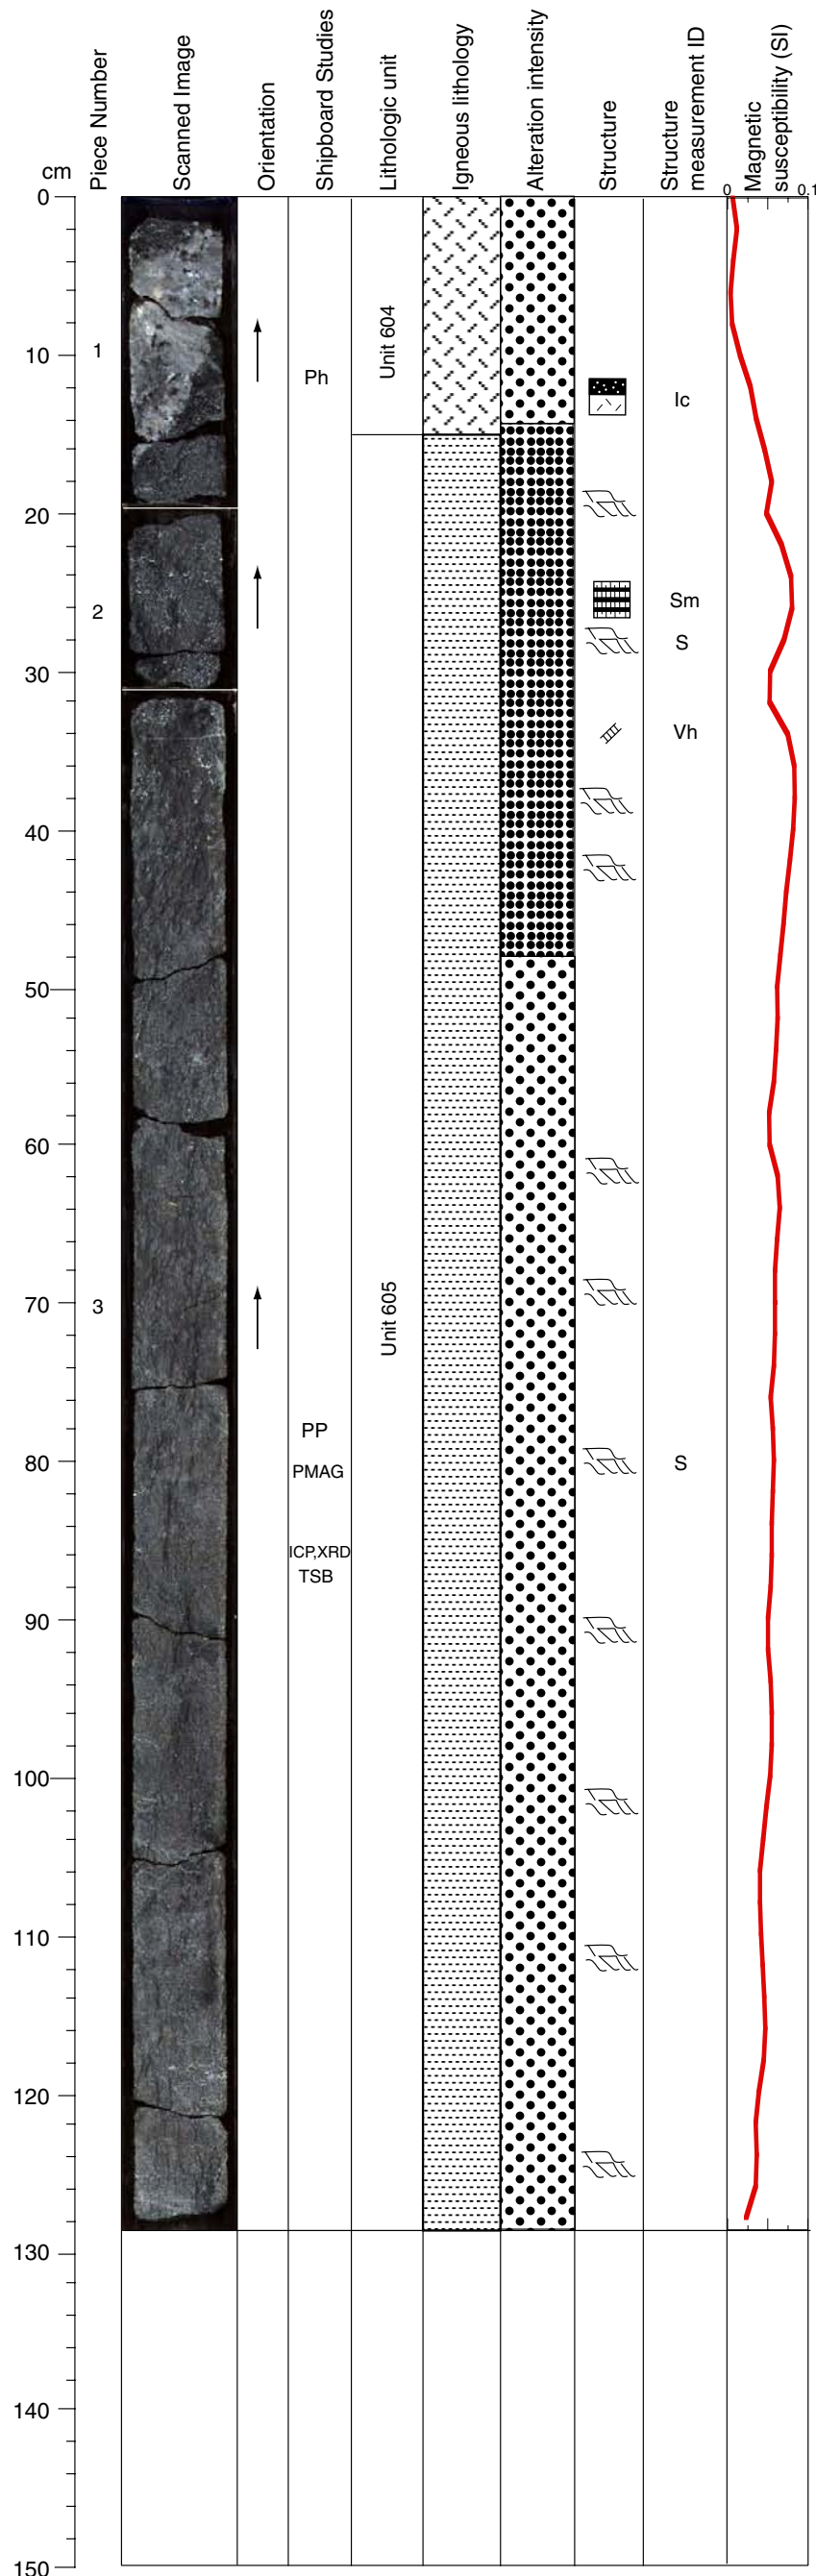 cm
Piece Number
Scanned Image
Orientation
Shipboard Studies
Lithologic unit
Igneous lithology
Alteration intensity
Structure
Structure
measurement ID
Magnetic
susceptibility (SI)
0
0.1
0
10
20
30
40
50
60
70
80
90
100
110
120
130
140
150
1
2
3
Ph
PP
PMAG
ICP,XRD
TSB
Unit 604
Unit 605
Ic
Sm
S
Vh
S